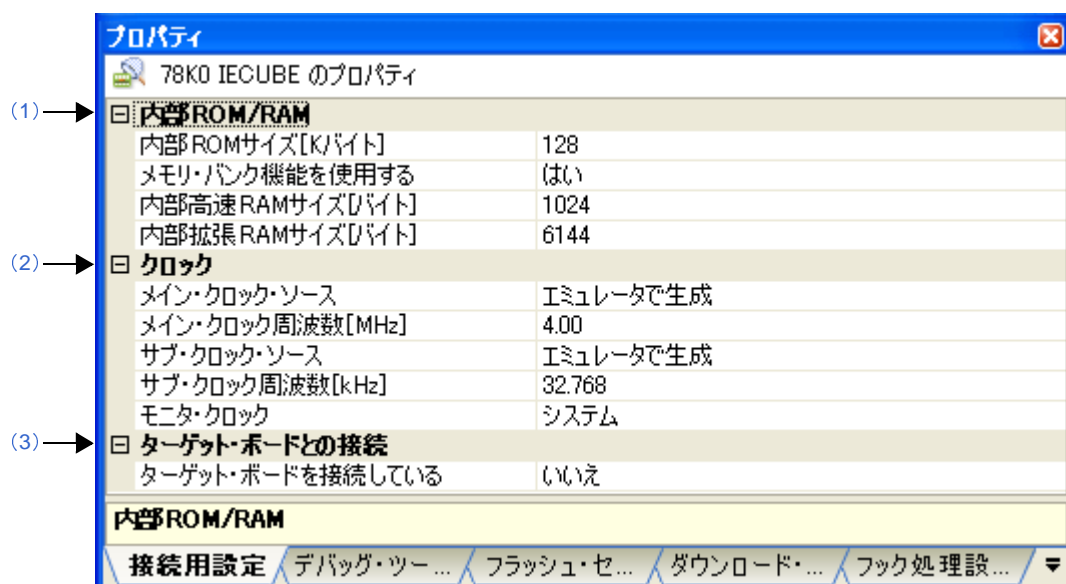 プロパティ
78K0 IECUBE のプロパティ
(1) 内部ROM/RAM
内部ROMサイズ[Kバイト] 128
メモリ・バンク機能を使用する はい
内部高速RAMサイズ[バイト] 1024
内部拡張RAMサイズ[バイト] 6144
(2) クロック
メイン・クロック・ソース エミュレータで生成
メイン・クロック周波数[MHz] 4.00
サブ・クロック・ソース エミュレータで生成
サブ・クロック周波数[kHz] 32.768
モニタ・クロック システム
(3) ターゲット・ボードとの接続
ターゲット・ボードを接続している いいえ
内部ROM/RAM
接続用設定 デバッグ・ツー... フラッシュ・セ... ダウンロード・... フック処理設...